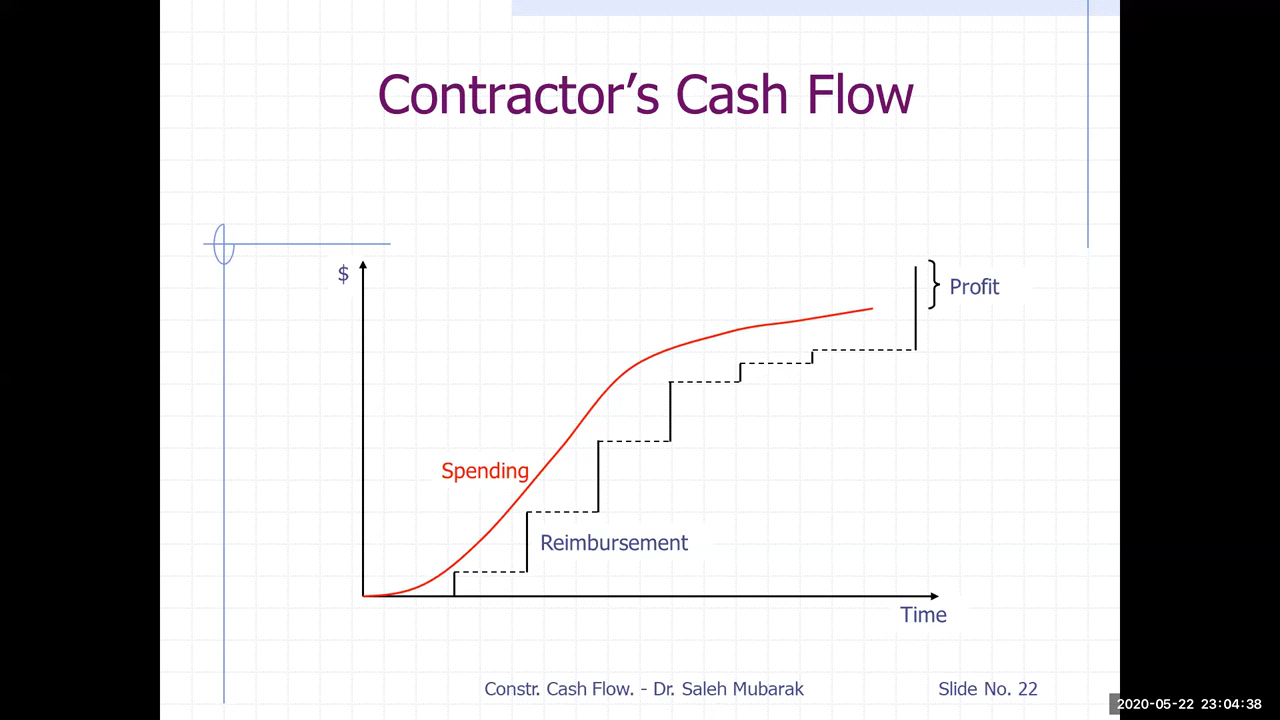 Contractor’s Cash Flow
$
Profit
Spending
Reimbursement
Time
Constr. Cash Flow. - Dr. Saleh Mubarak
Slide No. 22
2020-05-22 23:04:38